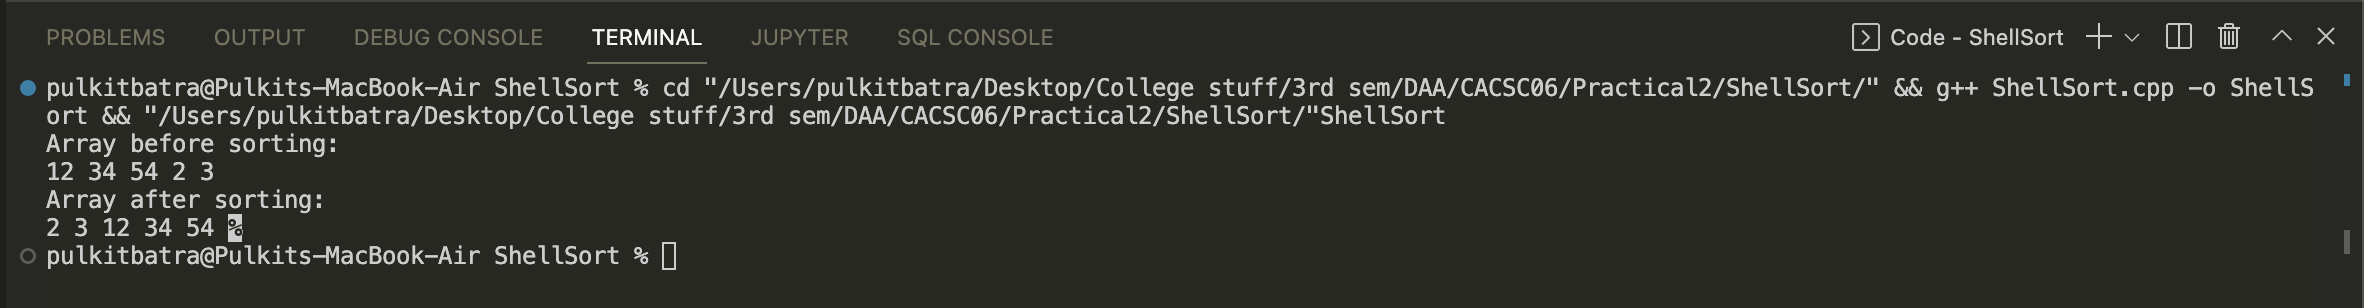 PROBLEMS OUTPUT DEBUG CONSOLE TERMINAL JUPYTER SQL CONSOLE Code - ShellSort
pulkitbatra@Pulkits-MacBook-Air ShellSort % cd "/Users/pulkitbatra/Desktop/College stuff/3rd sem/DAA/CACSC06/Practical2/ShellSort/" && g++ ShellSort.cpp -o ShellS
ort && "/Users/pulkitbatra/Desktop/College stuff/3rd sem/DAA/CACSC06/Practical2/ShellSort/"ShellSort
Array before sorting:
12 34 54 2 3
Array after sorting:
2 3 12 34 54 %
pulkitbatra@Pulkits-MacBook-Air ShellSort %